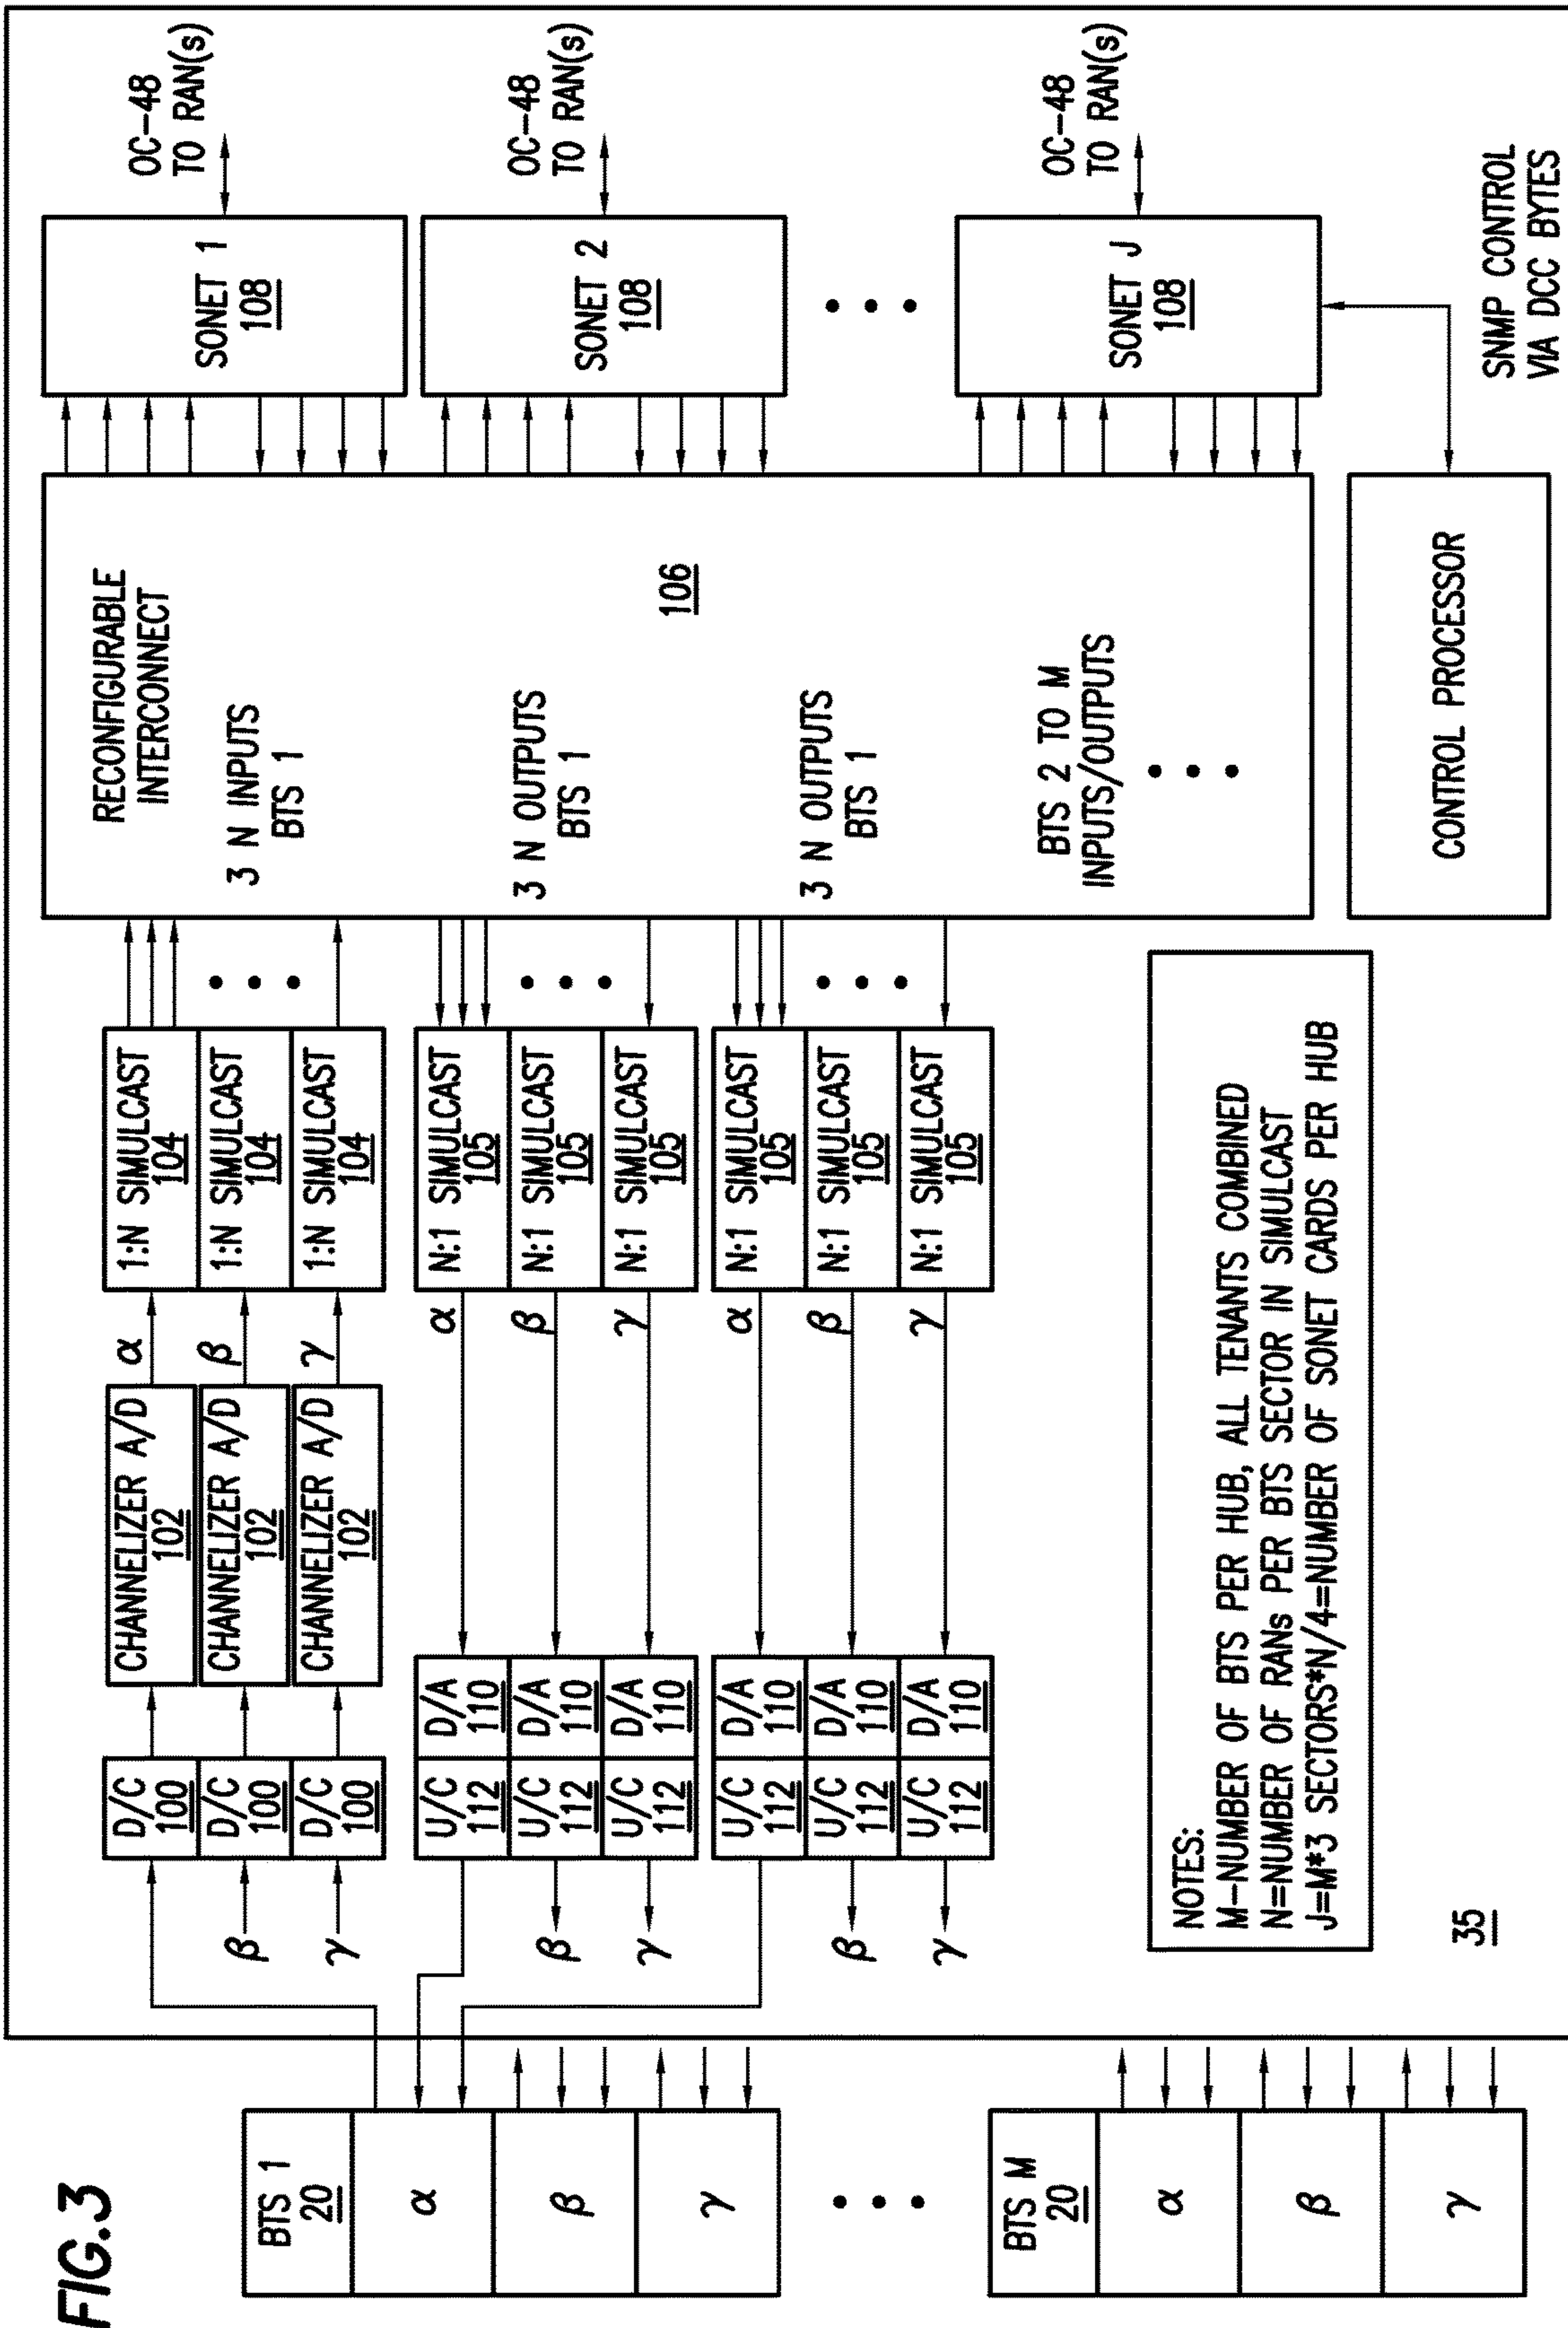 FIG.3
BTS 1
20
α
β
γ
BTS M
20
α
β
γ
D/C
100
D/C
100
D/C
100
β
γ
CHANNELIZER A/D
102
CHANNELIZER A/D
102
CHANNELIZER A/D
102
α
β
γ
1:N SIMULCAST
104
1:N SIMULCAST
104
1:N SIMULCAST
104
U/C
112
U/C
112
U/C
112
D/A
110
D/A
110
D/A
110
β
γ
α
β
γ
N:1 SIMULCAST
105
N:1 SIMULCAST
105
N:1 SIMULCAST
105
U/C
112
U/C
112
U/C
112
D/A
110
D/A
110
D/A
110
β
γ
α
β
γ
N:1 SIMULCAST
105
N:1 SIMULCAST
105
N:1 SIMULCAST
105
RECONFIGURABLE
INTERCONNECT
3 N INPUTS
BTS 1
3 N OUTPUTS
BTS 1
106
3 N OUTPUTS
BTS 1
BTS 2 TO M
INPUTS/OUTPUTS
SONET 1
108
OC-48
TO RAN(s)
SONET 2
108
OC-48
TO RAN(s)
SONET J
108
OC-48
TO RAN(s)
CONTROL PROCESSOR
SNMP CONTROL
VIA DCC BYTES
NOTES:
M-NUMBER OF BTS PER HUB, ALL TENANTS COMBINED
N=NUMBER OF RANs PER BTS SECTOR IN SIMULCAST
J=M*3 SECTORS*N/4=NUMBER OF SONET CARDS PER HUB
35